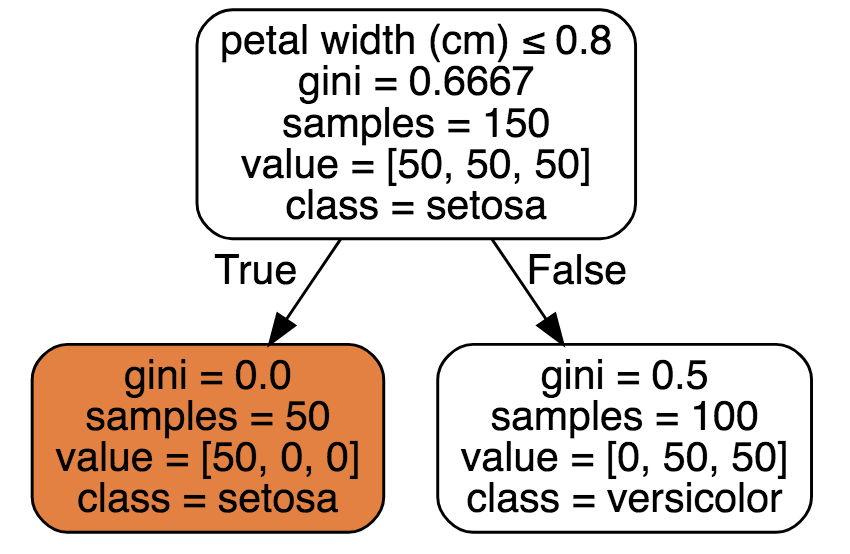 petal width (cm) ≤ 0.8
gini = 0.6667
samples = 150
value = [50, 50, 50]
class = setosa
True
False
gini = 0.0
samples = 50
value = [50, 0, 0]
class = setosa
gini = 0.5
samples = 100
value = [0, 50, 50]
class = versicolor